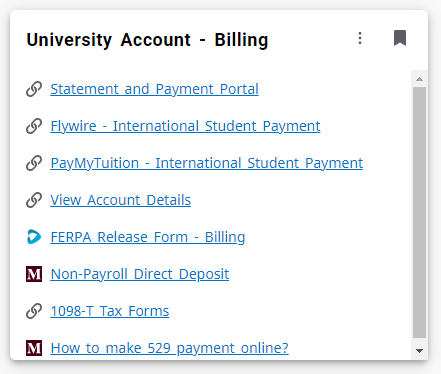 University Account - Billing
Statement and Payment Portal
Flywire - International Student Payment
PayMyTuition - International Student Payment
View Account Details
FERPA Release Form - Billing
M Non-Payroll Direct Deposit
1098-T Tax Forms
M How to make 529 payment online?